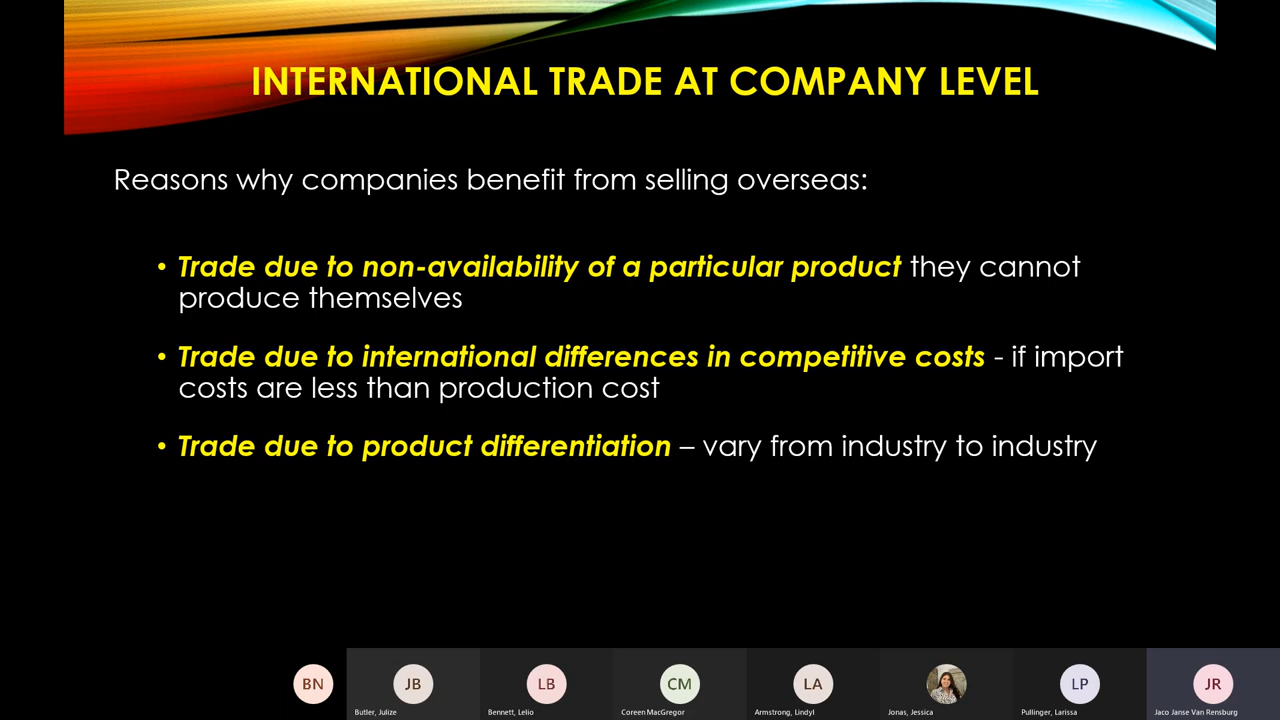 INTERNATIONAL TRADE AT COMPANY LEVEL
Reasons why companies benefit from selling overseas:
• Trade due to non-availability of a particular product they cannot
produce themselves
• Trade due to international differences in competitive costs - if import
costs are less than production cost
• Trade due to product differentiation – vary from industry to industry
BN
JB
LB
CM
LA
LP
JR
Butler, Julize
Bennett, Lelio
Coreen MacGregor
Armstrong, Lindyl
Jonas, Jessica
Pullinger, Larissa
Jaco Janse Van Rensburg